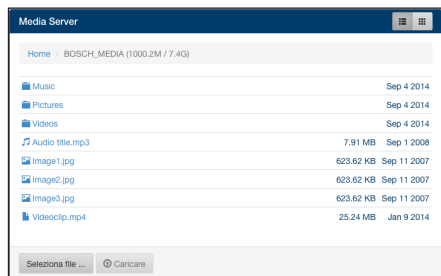 Media Server
Home / BOSCH_MEDIA (1000.2M / 7.4G)
Music Sep 4 2014
Pictures Sep 4 2014
Videos Sep 4 2014
Audio title.mp3 7.91 MB Sep 1 2008
Image1.jpg 623.62 KB Sep 11 2007
Image2.jpg 623.62 KB Sep 11 2007
Image3.jpg 623.62 KB Sep 11 2007
Videoclip.mp4 25.24 MB Jan 9 2014
Seleziona file ... Caricare